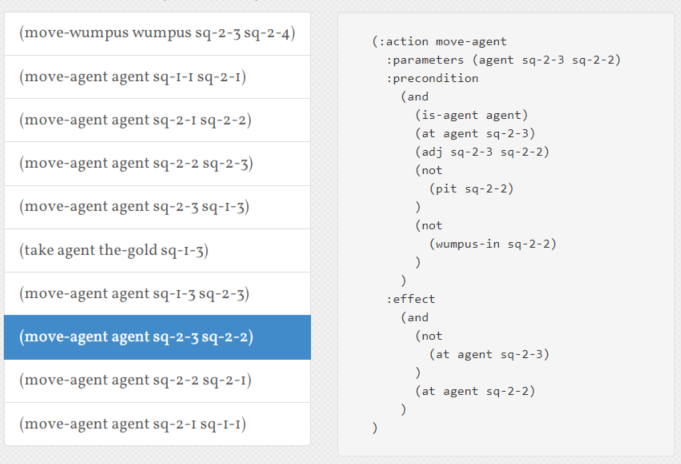 (move-wumpus wumpus sq-2-3 sq-2-4)
(move-agent agent sq-1-1 sq-2-1)
(move-agent agent sq-2-1 sq-2-2)
(move-agent agent sq-2-2 sq-2-3)
(move-agent agent sq-2-3 sq-1-3)
(take agent the-gold sq-1-3)
(move-agent agent sq-1-3 sq-2-3)
(move-agent agent sq-2-3 sq-2-2)
(move-agent agent sq-2-2 sq-2-1)
(move-agent agent sq-2-1 sq-1-1)
(:action move-agent
:parameters (agent sq-2-3 sq-2-2)
:precondition
(and
(is-agent agent)
(at agent sq-2-3)
(adj sq-2-3 sq-2-2)
(not
(pit sq-2-2)
)
(not
(wumpus-in sq-2-2)
)
)
:effect
(and
(not
(at agent sq-2-3)
)
(at agent sq-2-2)
)
)